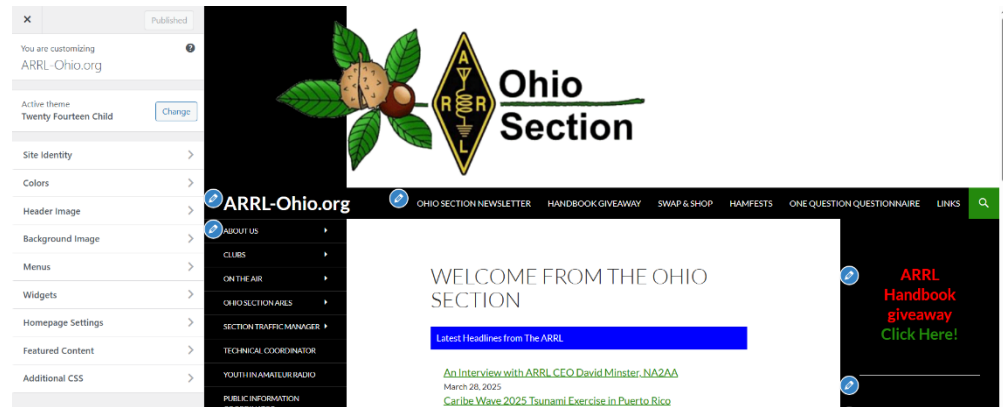 Published
You are customizing
ARRL-Ohio.org
Active theme
Twenty Fourteen Child
Change
Site Identity
Colors
Header Image
Background Image
Menus
Widgets
Homepage Settings
Featured Content
Additional CSS
A
R R
L
Ohio
Section
ARRL-Ohio.org
OHIO SECTION NEWSLETTER HANDBOOK GIVEAWAY SWAP & SHOP HAMFESTS ONE QUESTION QUESTIONNAIRE LINKS
ABOUT US
CLUBS
ON THE AIR
OHIO SECTION ARES
SECTION TRAFFIC MANAGER
TECHNICAL COORDINATOR
YOUTH IN AMATEUR RADIO
PUBLIC INFORMATION
COORDINATOR
WELCOME FROM THE OHIO
SECTION
Latest Headlines from The ARRL
An Interview with ARRL CEO David Minster, NA2AA
March 28, 2025
Caribe Wave 2025 Tsunami Exercise in Puerto Rico
ARRL
Handbook
giveaway
Click Here!